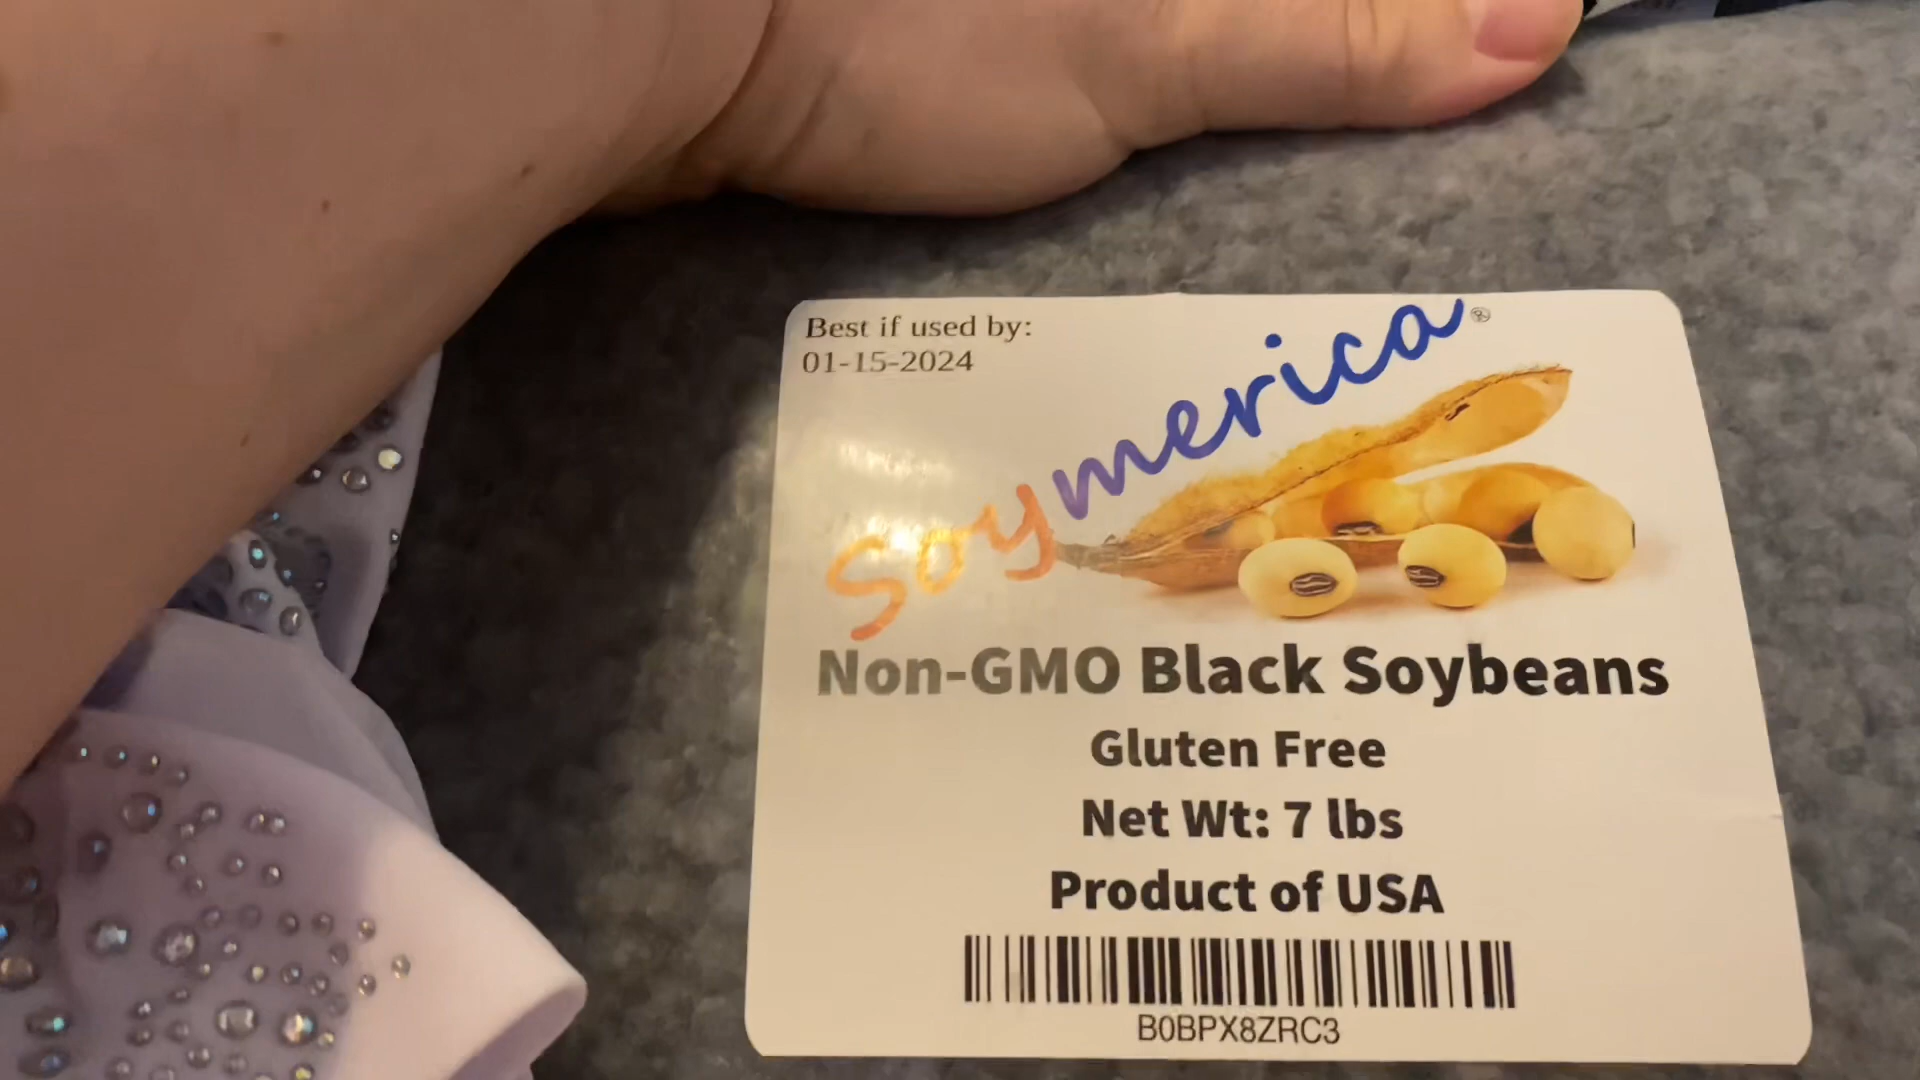 Best if used by:
01-15-2024
Soymerica®
Non-GMO Black Soybeans
Gluten Free
Net Wt: 7 lbs
Product of USA
B0BPX8ZRC3